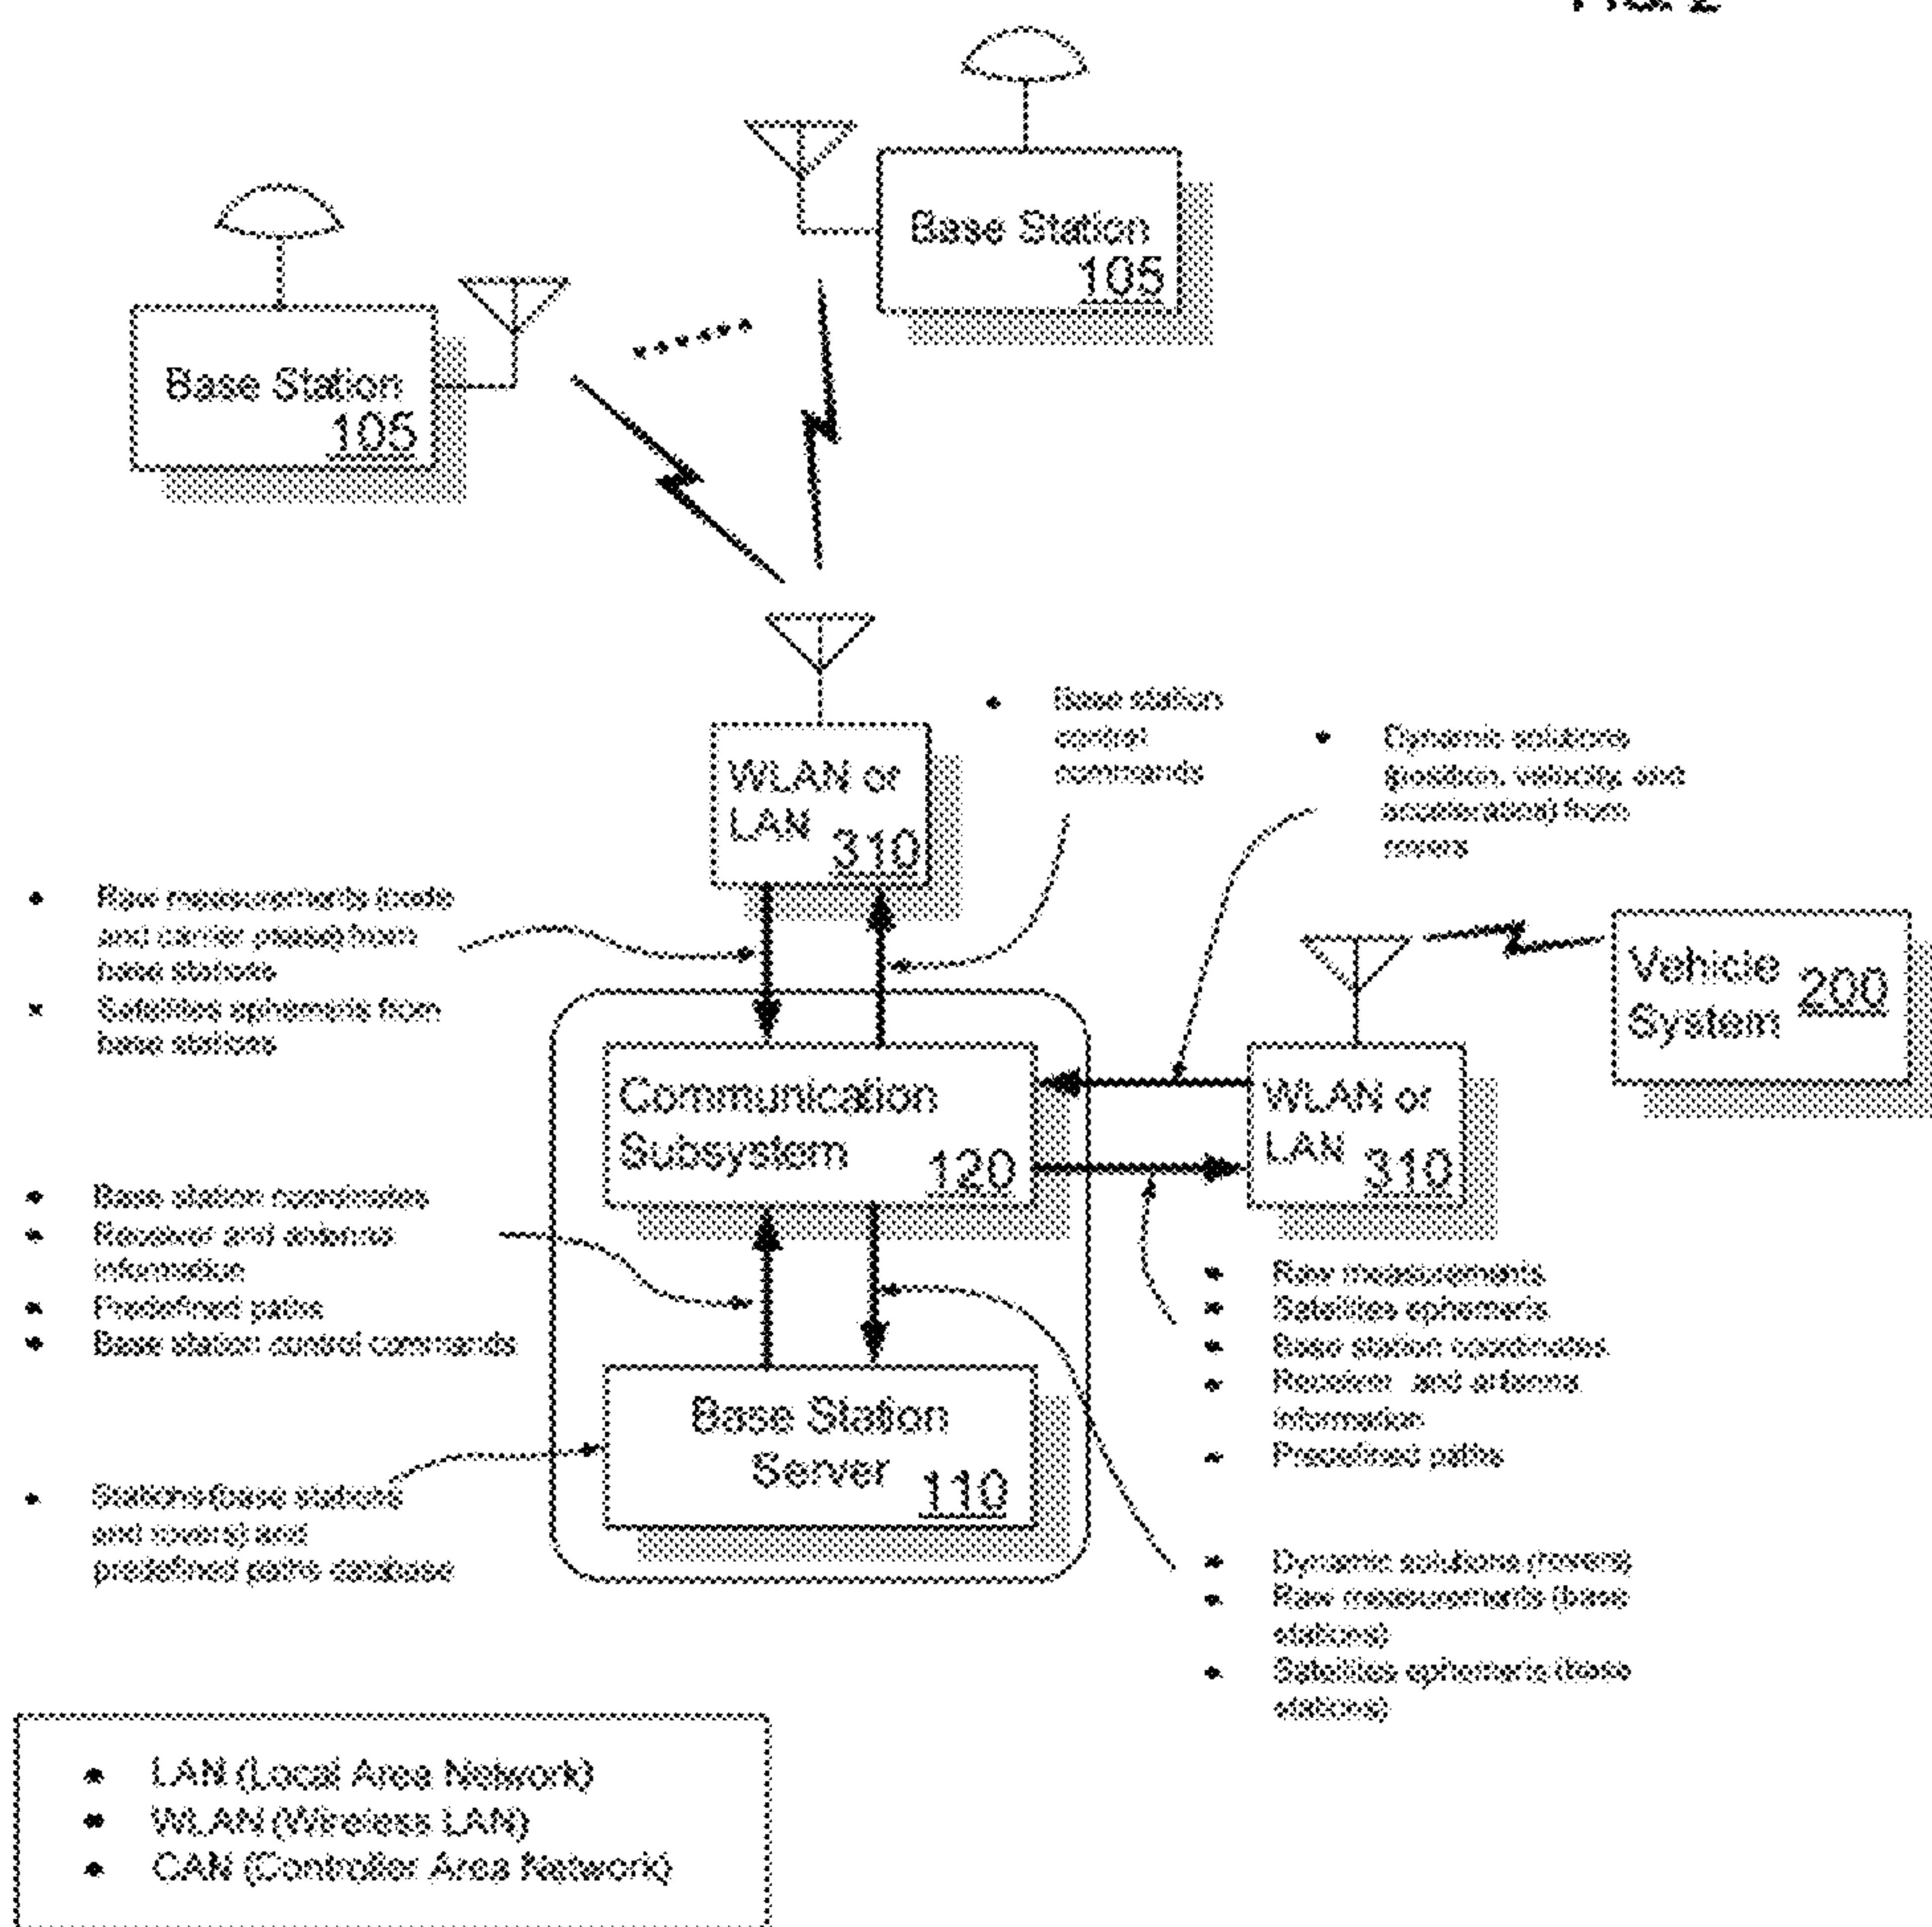 FIG. 2
Base Station
105
Base Station
105
WLAN or
LAN 310
• Base station
control
commands
• Dynamic solutions
(position, velocity, and
acceleration) from
rovers
• Raw measurements (code
and carrier phase) from
base stations
• Satellites ephemeris from
base stations
Vehicle
System 200
Communication
Subsystem 120
WLAN or
LAN 310
• Base station coordinates
• Receiver and antenna
information
• Predefined paths
• Base station control commands
• Raw measurements
• Satellites ephemeris
• Base station coordinates
• Receiver and antenna
information
• Predefined paths
Base Station
Server 110
• Stations (base stations
and rovers) and
predefined paths database
• Dynamic solutions (rovers)
• Raw measurements (base
stations)
• Satellites ephemeris (base
stations)
• LAN (Local Area Network)
• WLAN (Wireless LAN)
• CAN (Controller Area Network)